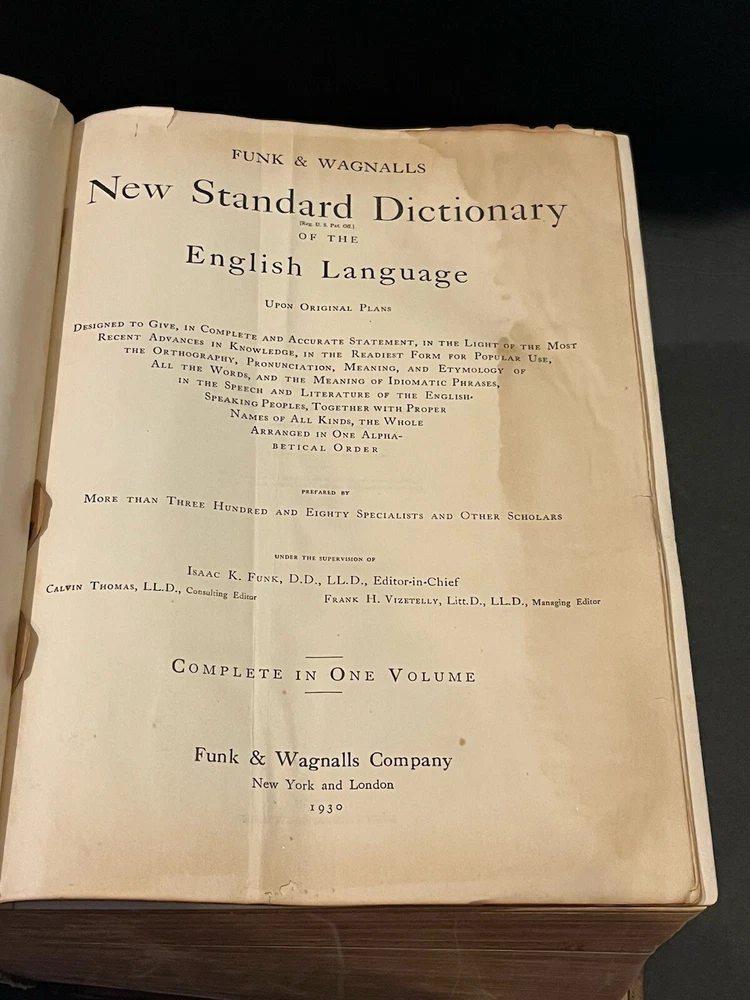 FUNK & WAGNALLS
New Standard Dictionary
[Reg. U. S. Pat. Off.]
OF THE
English Language
UPON ORIGINAL PLANS
DESIGNED TO GIVE, IN COMPLETE AND ACCURATE STATEMENT, IN THE LIGHT OF THE MOST
RECENT ADVANCES IN KNOWLEDGE, IN THE READIEST FORM FOR POPULAR USE,
THE ORTHOGRAPHY, PRONUNCIATION, MEANING, AND ETYMOLOGY OF
ALL THE WORDS, AND THE MEANING OF IDIOMATIC PHRASES,
IN THE SPEECH AND LITERATURE OF THE ENGLISH-
SPEAKING PEOPLES, TOGETHER WITH PROPER
NAMES OF ALL KINDS, THE WHOLE
ARRANGED IN ONE ALPHA-
BETICAL ORDER
PREPARED BY
MORE THAN THREE HUNDRED AND EIGHTY SPECIALISTS AND OTHER SCHOLARS
UNDER THE SUPERVISION OF
ISAAC K. FUNK, D.D., LL.D., Editor-in-Chief
CALVIN THOMAS, LL.D., Consulting Editor FRANK H. VIZETELLY, Litt.D., LL.D., Managing Editor
COMPLETE IN ONE VOLUME
Funk & Wagnalls Company
New York and London
1930